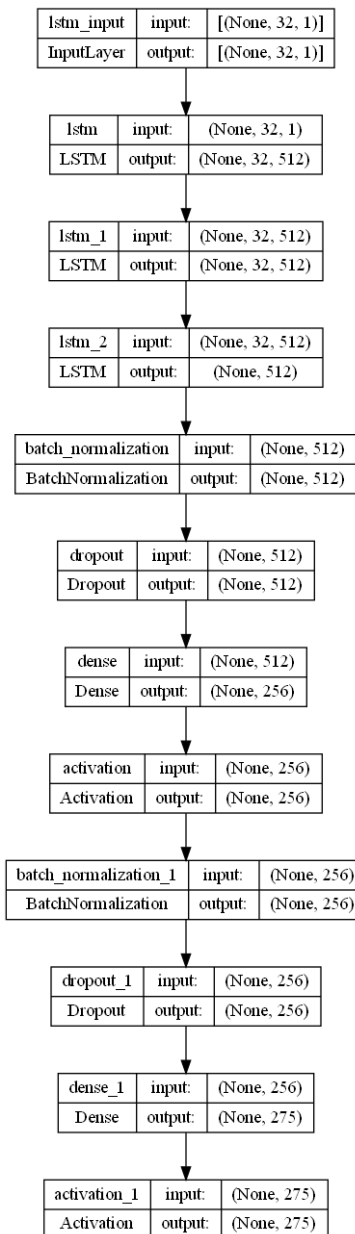 lstm_input input: [(None, 32, 1)]
InputLayer output: [(None, 32, 1)]
lstm input: (None, 32, 1)
LSTM output: (None, 32, 512)
lstm_1 input: (None, 32, 512)
LSTM output: (None, 32, 512)
lstm_2 input: (None, 32, 512)
LSTM output: (None, 512)
batch_normalization input: (None, 512)
BatchNormalization output: (None, 512)
dropout input: (None, 512)
Dropout output: (None, 512)
dense input: (None, 512)
Dense output: (None, 256)
activation input: (None, 256)
Activation output: (None, 256)
batch_normalization_1 input: (None, 256)
BatchNormalization output: (None, 256)
dropout_1 input: (None, 256)
Dropout output: (None, 256)
dense_1 input: (None, 256)
Dense output: (None, 275)
activation_1 input: (None, 275)
Activation output: (None, 275)